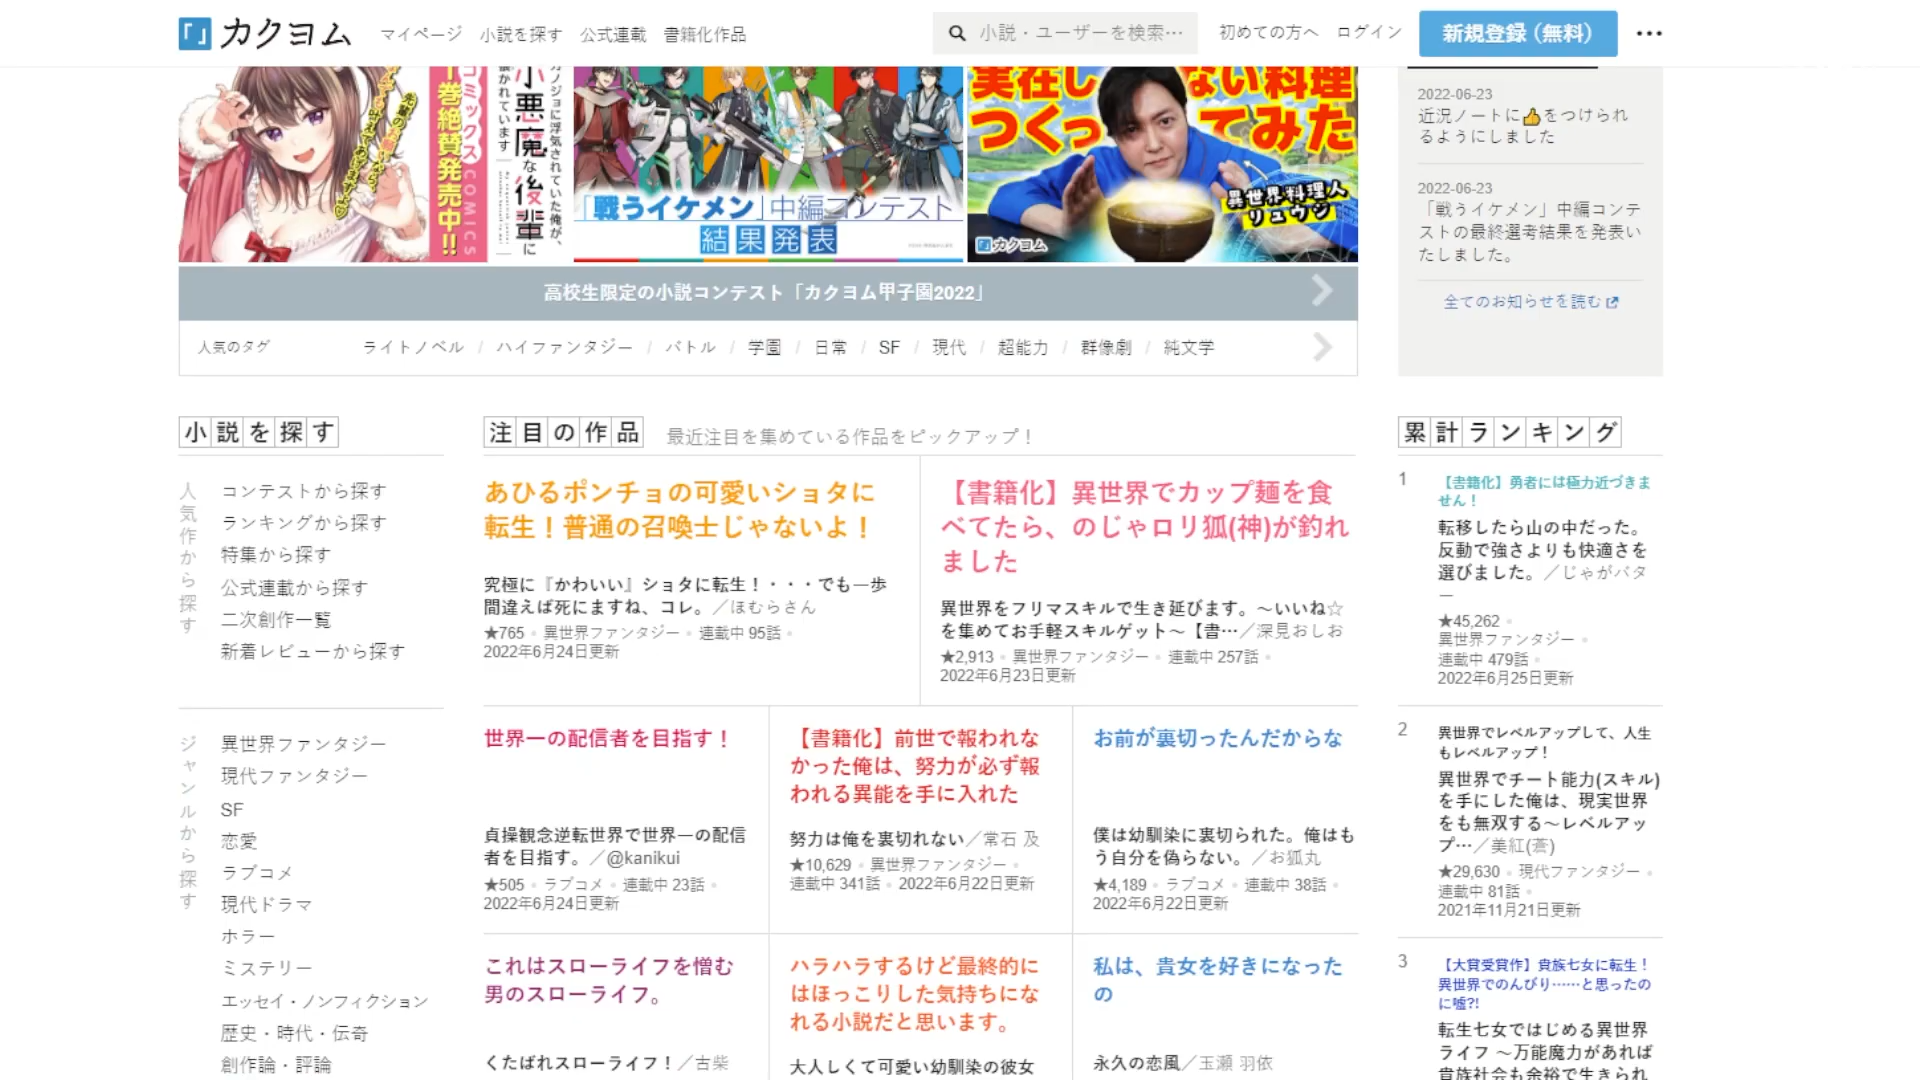 カクヨム
マイページ 小説を探す 公式連載 書籍化作品
小説・ユーザーを検索…
初めての方へ ログイン
新規登録 (無料)
コミックス
COMICS
1巻絶賛発売中!!
カノジョに浮気されていた俺が、
小悪魔な後輩に
懐かれています
「戦うイケメン」中編コンテスト
結果発表
実在しない料理
つくってみた
異世界料理人
リュウジ
カクヨム
2022-06-23
近況ノートに👍をつけられ
るようにしました
2022-06-23
「戦うイケメン」中編コンテ
ストの最終選考結果を発表い
たしました。
全てのお知らせを読む
高校生限定の小説コンテスト「カクヨム甲子園2022」
人気のタグ ライトノベル / ハイファンタジー / バトル / 学園 / 日常 / SF / 現代 / 超能力 / 群像劇 / 純文学
小説を探す
人気作から探す
コンテストから探す
ランキングから探す
特集から探す
公式連載から探す
二次創作一覧
新着レビューから探す
ジャンルから探す
異世界ファンタジー
現代ファンタジー
SF
恋愛
ラブコメ
現代ドラマ
ホラー
ミステリー
エッセイ・ノンフィクション
歴史・時代・伝奇
創作論・評論
注目の作品 最近注目を集めている作品をピックアップ！
あひるポンチョの可愛いショタに
転生！普通の召喚士じゃないよ！
究極に『かわいい』ショタに転生！・・・でも一歩
間違えば死にますね、コレ。／ほむらさん
★765 • 異世界ファンタジー • 連載中 95話 •
2022年6月24日更新
【書籍化】異世界でカップ麺を食
べてたら、のじゃロリ狐(神)が釣れ
ました
異世界をフリマスキルで生き延びます。～いいね☆
を集めてお手軽スキルゲット～【書…／深見おしお
★2,913 • 異世界ファンタジー • 連載中 257話 •
2022年6月23日更新
世界一の配信者を目指す！
貞操観念逆転世界で世界一の配信
者を目指す。／@kanikui
★505 • ラブコメ • 連載中 23話 •
2022年6月24日更新
【書籍化】前世で報われな
かった俺は、努力が必ず報
われる異能を手に入れた
努力は俺を裏切れない／常石 及
★10,629 • 異世界ファンタジー •
連載中 341話 • 2022年6月22日更新
お前が裏切ったんだからな
僕は幼馴染に裏切られた。俺はも
う自分を偽らない。／お狐丸
★4,189 • ラブコメ • 連載中 38話 •
2022年6月22日更新
これはスローライフを憎む
男のスローライフ。
くたばれスローライフ！／古柴
ハラハラするけど最終的に
はほっこりした気持ちにな
れる小説だと思います。
大人しくて可愛い幼馴染の彼女
私は、貴女を好きになった
の
永久の恋風／玉瀬 羽依
累計ランキング
1
【書籍化】勇者には極力近づきま
せん！
転移したら山の中だった。
反動で強さよりも快適さを
選びました。／じゃがバタ
ー
★45,262 •
異世界ファンタジー •
連載中 479話 •
2022年6月25日更新
2
異世界でレベルアップして、人生
もレベルアップ！
異世界でチート能力(スキル)
を手にした俺は、現実世界
をも無双する～レベルアッ
プ…／美紅(蒼)
★29,630 • 現代ファンタジー •
連載中 81話 •
2021年11月21日更新
3
【大賞受賞作】貴族七女に転生！
異世界でのんびり……と思ったの
に嘘?!
転生七女ではじめる異世界
ライフ ～万能魔力があれば
貴族社会も余裕で生きられ